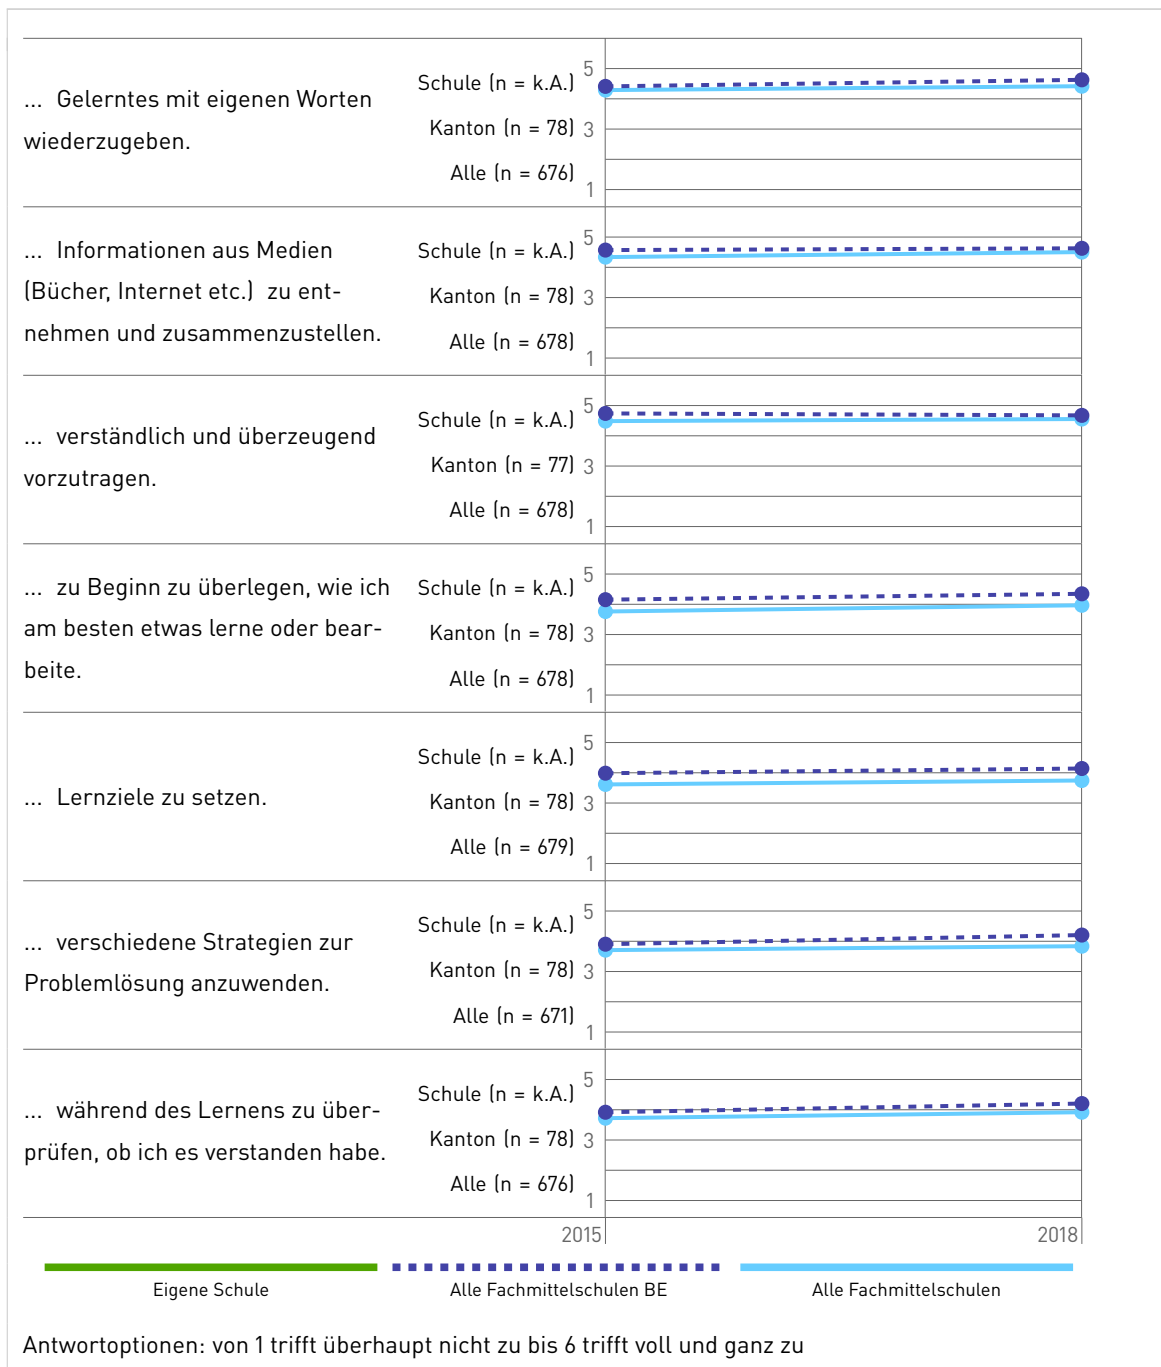 ... Gelerntes mit eigenen Worten
wiederzugeben.
Schule (n = k.A.)
Kanton (n = 78)
Alle (n = 676)
5
3
1
... Informationen aus Medien
(Bücher, Internet etc.) zu ent-
nehmen und zusammenzustellen.
Schule (n = k.A.)
Kanton (n = 78)
Alle (n = 678)
5
3
1
... verständlich und überzeugend
vorzutragen.
Schule (n = k.A.)
Kanton (n = 77)
Alle (n = 678)
5
3
1
... zu Beginn zu überlegen, wie ich
am besten etwas lerne oder bear-
beite.
Schule (n = k.A.)
Kanton (n = 78)
Alle (n = 678)
5
3
1
... Lernziele zu setzen.
Schule (n = k.A.)
Kanton (n = 78)
Alle (n = 679)
5
3
1
... verschiedene Strategien zur
Problemlösung anzuwenden.
Schule (n = k.A.)
Kanton (n = 78)
Alle (n = 671)
5
3
1
... während des Lernens zu über-
prüfen, ob ich es verstanden habe.
Schule (n = k.A.)
Kanton (n = 78)
Alle (n = 676)
5
3
1
2015 2018
Eigene Schule Alle Fachmittelschulen BE Alle Fachmittelschulen
Antwortoptionen: von 1 trifft überhaupt nicht zu bis 6 trifft voll und ganz zu